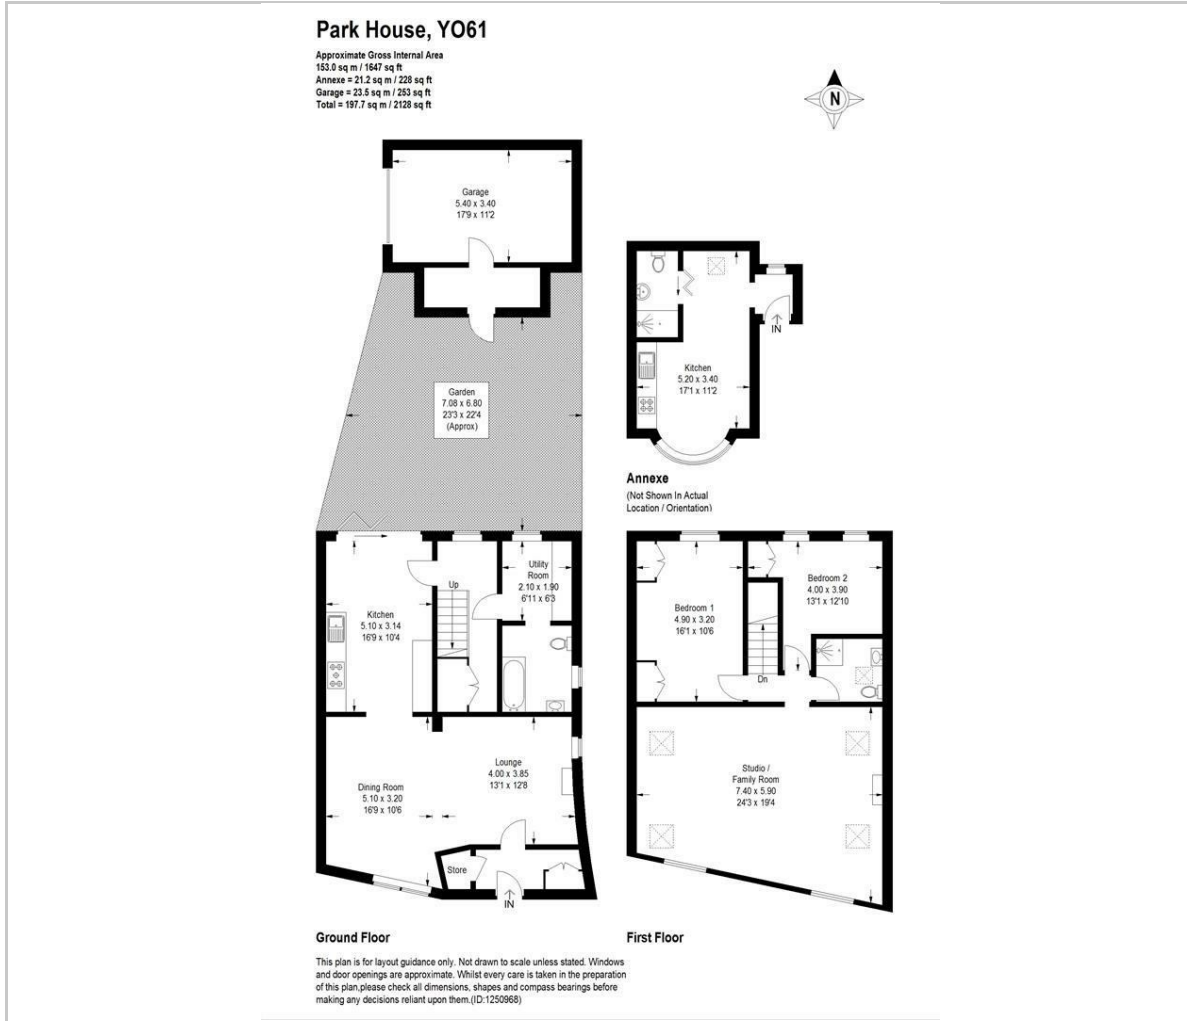 Park House, YO61
Approximate Gross Internal Area
153.0 sq m / 1647 sq ft
Annexe = 21.2 sq m / 228 sq ft
Garage = 23.5 sq m / 253 sq ft
Total = 197.7 sq m / 2128 sq ft
N
Garage
5.40 x 3.40
17'9 x 11'2
Garden
7.08 x 6.80
23'3 x 22'4
(Approx)
IN
Kitchen
5.20 x 3.40
17'1 x 11'2
Annexe
(Not Shown In Actual
Location / Orientation)
Up
Utility
Room
2.10 x 1.90
6'11 x 6'3
Kitchen
5.10 x 3.14
16'9 x 10'4
Lounge
4.00 x 3.85
13'1 x 12'8
Dining Room
5.10 x 3.20
16'9 x 10'6
Store
IN
Bedroom 2
4.00 x 3.90
13'1 x 12'10
Bedroom 1
4.90 x 3.20
16'1 x 10'6
Dn
Studio /
Family Room
7.40 x 5.90
24'3 x 19'4
Ground Floor
First Floor
This plan is for layout guidance only. Not drawn to scale unless stated. Windows
and door openings are approximate. Whilst every care is taken in the preparation
of this plan,please check all dimensions, shapes and compass bearings before
making any decisions reliant upon them.(ID:1250968)